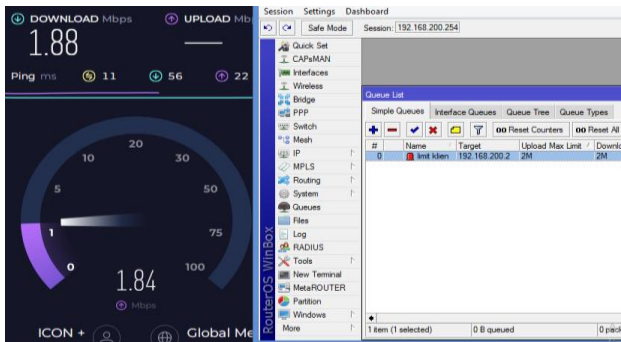 DOWNLOAD Mbps
UPLOAD Mb
1.88
Ping ms 11 56 22
0
1
5
10
20
30
50
75
100
1.84
Mbps
ICON +
Global Me
Session Settings Dashboard
Safe Mode Session: 192.168.200.254
RouterOS WinBox
Quick Set
CAPsMAN
Interfaces
Wireless
Bridge
PPP
Switch
Mesh
IP
MPLS
Routing
System
Queues
Files
Log
RADIUS
Tools
New Terminal
MetaROUTER
Partition
Windows
More
Queue List
Simple Queues Interface Queues Queue Tree Queue Types
00 Reset Counters 00 Reset All
# Name Target Upload Max Limit Downlo
0 limit klien 192.168.200.2 2M 2M
1 item (1 selected) 0 B queued 0 pack